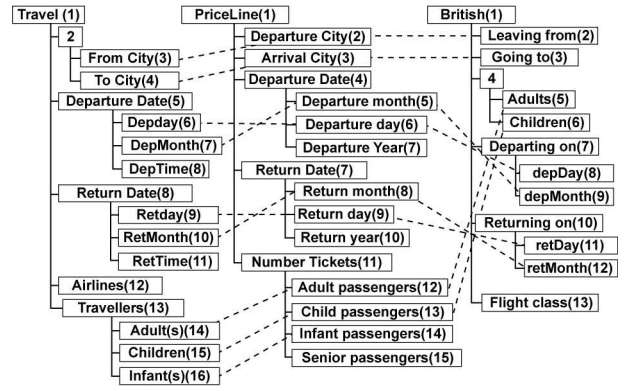 Travel (1)
2
From City(3)
To City(4)
Departure Date(5)
Depday(6)
DepMonth(7)
DepTime(8)
Return Date(8)
Retday(9)
RetMonth(10)
RetTime(11)
Airlines(12)
Travellers(13)
Adult(s)(14)
Children(15)
Infant(s)(16)
PriceLine(1)
Departure City(2)
Arrival City(3)
Departure Date(4)
Departure month(5)
Departure day(6)
Departure Year(7)
Return Date(7)
Return month(8)
Return day(9)
Return year(10)
Number Tickets(11)
Adult passengers(12)
Child passengers(13)
Infant passengers(14)
Senior passengers(15)
British(1)
Leaving from(2)
Going to(3)
4
Adults(5)
Children(6)
Departing on(7)
depDay(8)
depMonth(9)
Returning on(10)
retDay(11)
retMonth(12)
Flight class(13)